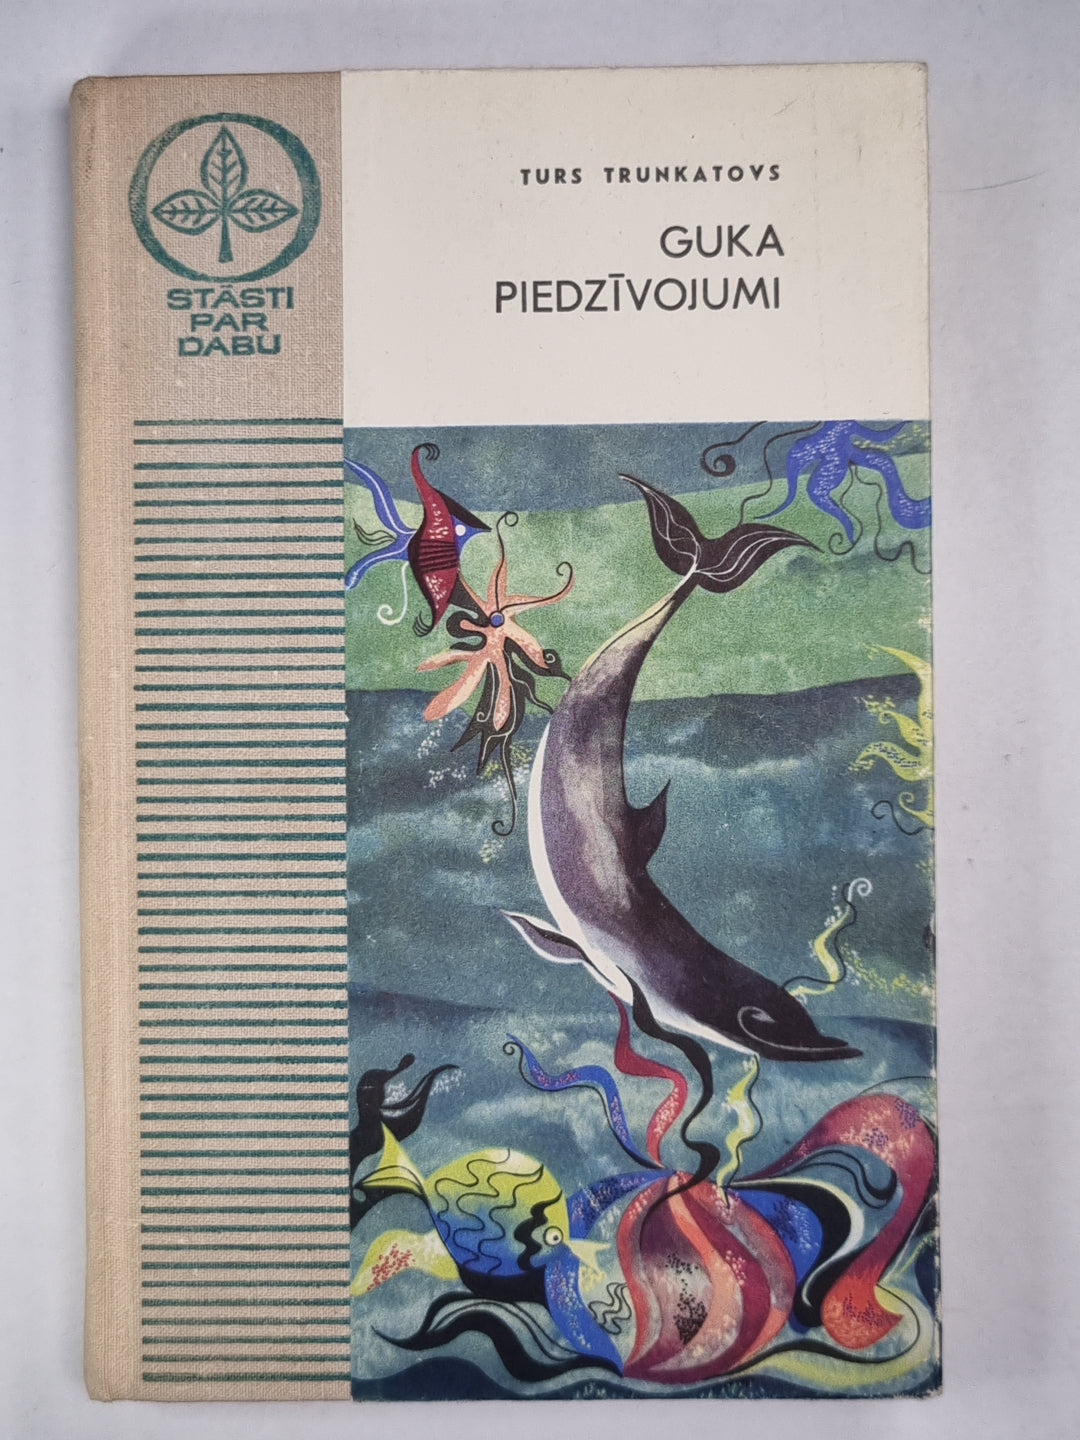 TURS TRUNKATOVS
GUKA
PIEDZĪVOJUMI
STĀSTI
PAR
DABU